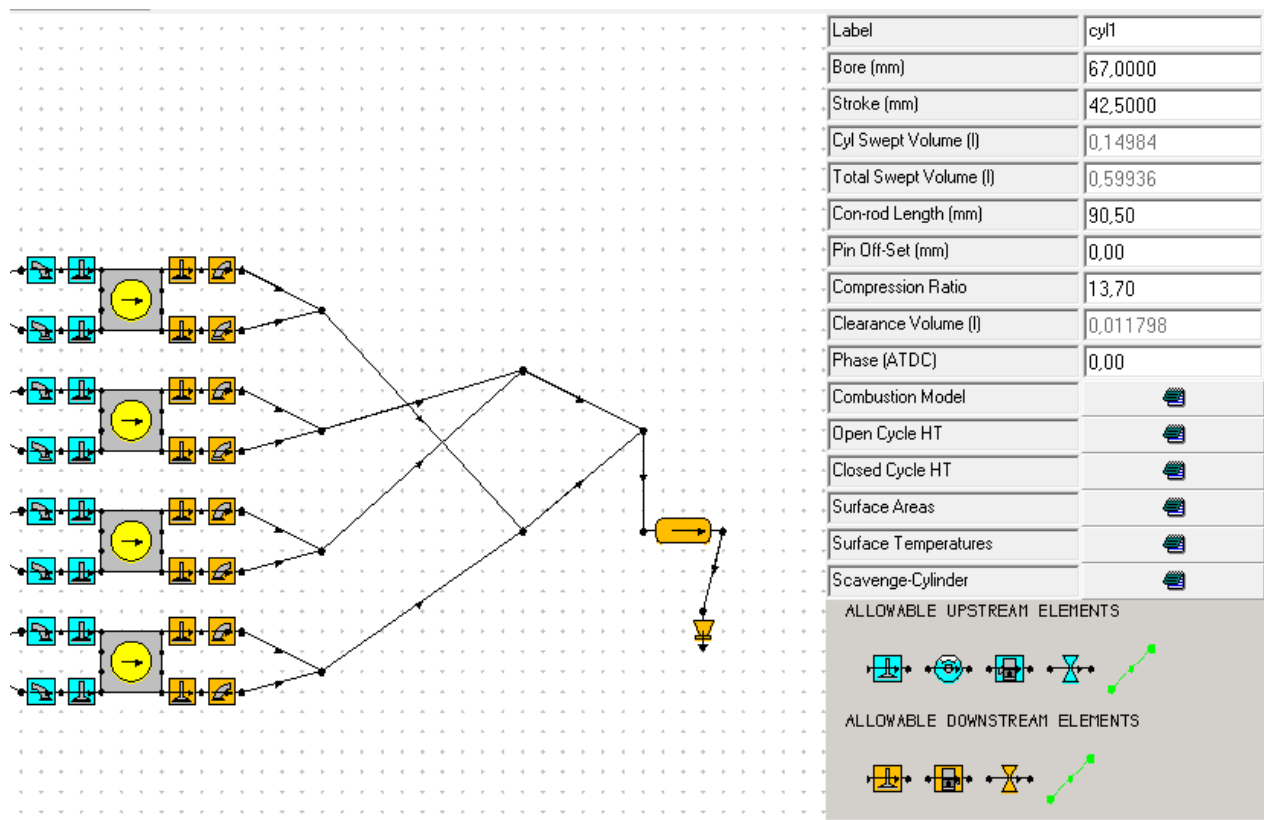 Label cyl1
Bore (mm) 67,0000
Stroke (mm) 42,5000
Cyl Swept Volume (l) 0,14984
Total Swept Volume (l) 0,59936
Con-rod Length (mm) 90,50
Pin Off-Set (mm) 0,00
Compression Ratio 13,70
Clearance Volume (l) 0,011798
Phase (ATDC) 0,00
Combustion Model
Open Cycle HT
Closed Cycle HT
Surface Areas
Surface Temperatures
Scavenge-Cylinder
ALLOWABLE UPSTREAM ELEMENTS
ALLOWABLE DOWNSTREAM ELEMENTS